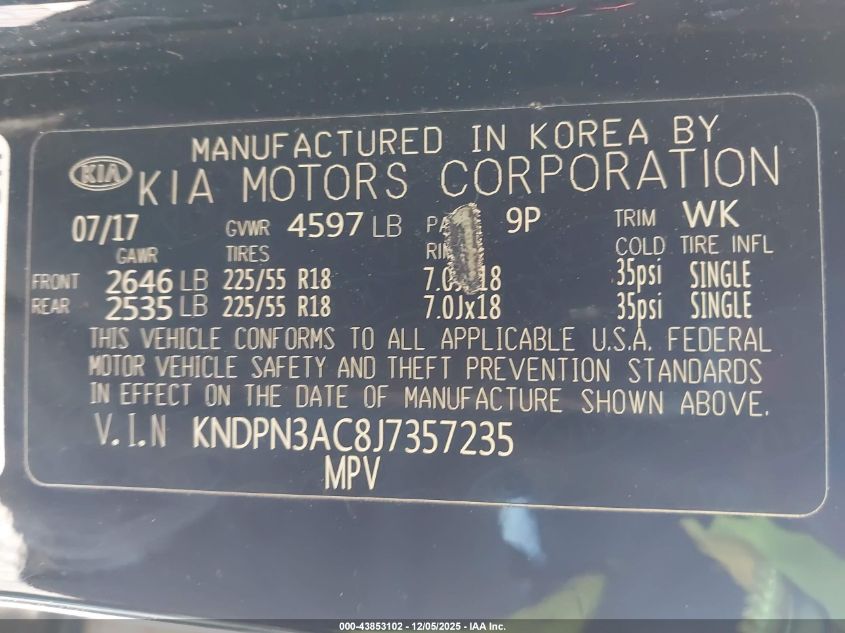 MANUFACTURED IN KOREA BY
KIA KIA MOTORS CORPORATION
07/17 GVWR 4597 LB 9P TRIM WK
GAWR TIRES COLD TIRE INFL
FRONT 2646 LB 225/55 R18 35psi SINGLE
REAR 2535 LB 225/55 R18 7.0Jx18 35psi SINGLE
THIS VEHICLE CONFORMS TO ALL APPLICABLE U.S.A. FEDERAL
MOTOR VEHICLE SAFETY AND THEFT PREVENTION STANDARDS
IN EFFECT ON THE DATE OF MANUFACTURE SHOWN ABOVE.
V.I.N KNDPN3AC8J7357235
MPV
000-43853102 - 12/05/2025 - IAA Inc.